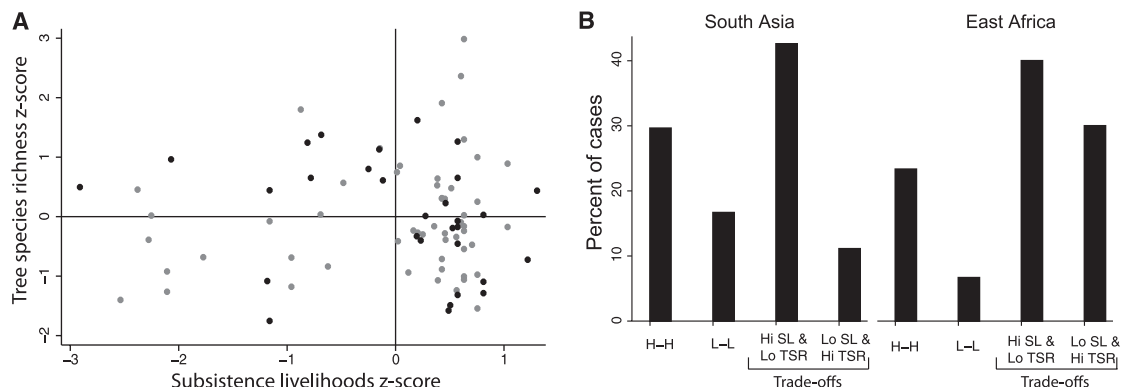 A
Tree species richness z-score
3
2
1
0
−1
−2
−3
−2
−1
0
1
Subsistence livelihoods z-score
B
South Asia
East Africa
Percent of cases
40
30
20
10
0
H–H
L–L
Hi SL &
Lo TSR
Lo SL &
Hi TSR
Trade-offs
H–H
L–L
Hi SL &
Lo TSR
Lo SL &
Hi TSR
Trade-offs